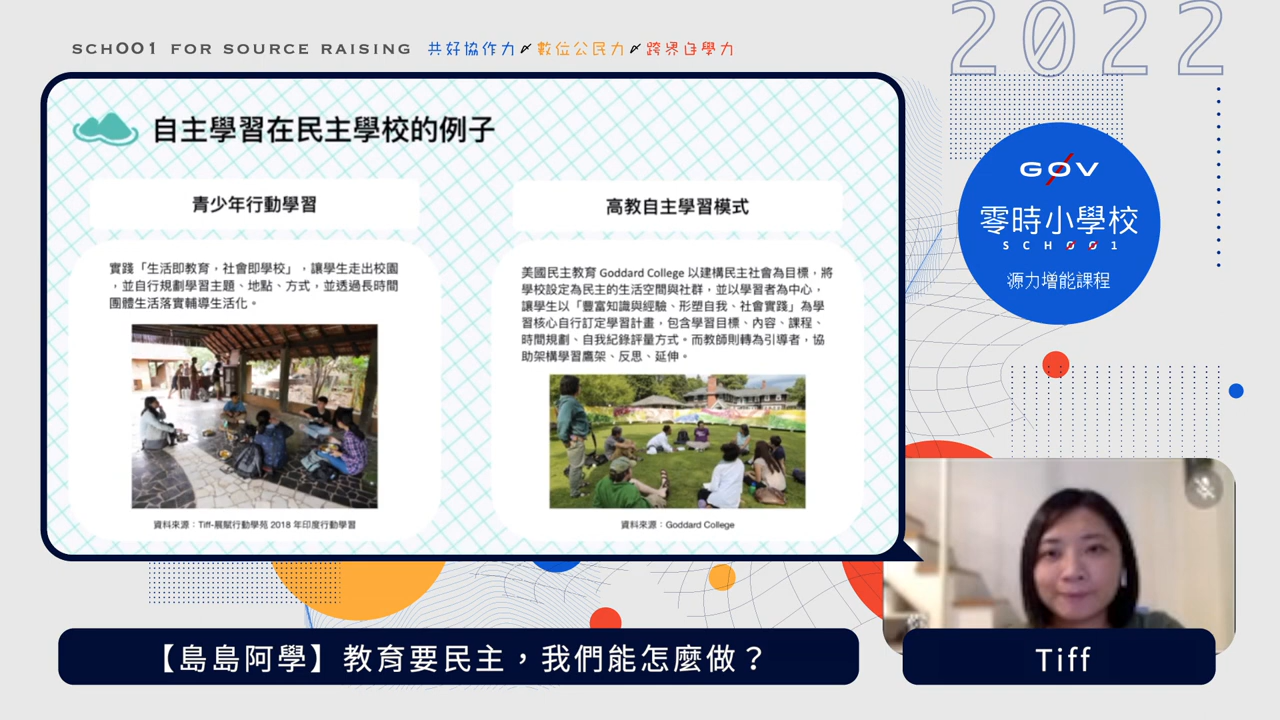 2022
SCHOO1 FOR SOURCE RAISING 共好協作力 數位公民力 跨界自學力
自主學習在民主學校的例子
青少年行動學習
實踐「生活即教育，社會即學校」，讓學生走出校園
，並自行規劃學習主題、地點、方式，並透過長時間
團體生活落實輔導生活化。
資料來源：Tiff-展賦行動學苑 2018 年印度行動學習
高教自主學習模式
美國民主教育 Goddard College 以建構民主社會為目標，將
學校設定為民主的生活空間與社群，並以學習者為中心，
讓學生以「豐富知識與經驗、形塑自我、社會實踐」為學
習核心自行訂定學習計畫，包含學習目標、內容、課程、
時間規劃、自我紀錄評量方式。而教師則轉為引導者，協
助架構學習鷹架、反思、延伸。
資料來源：Goddard College
G0V
零時小學校
SCH001
源力增能課程
【島島阿學】教育要民主，我們能怎麼做？
Tiff